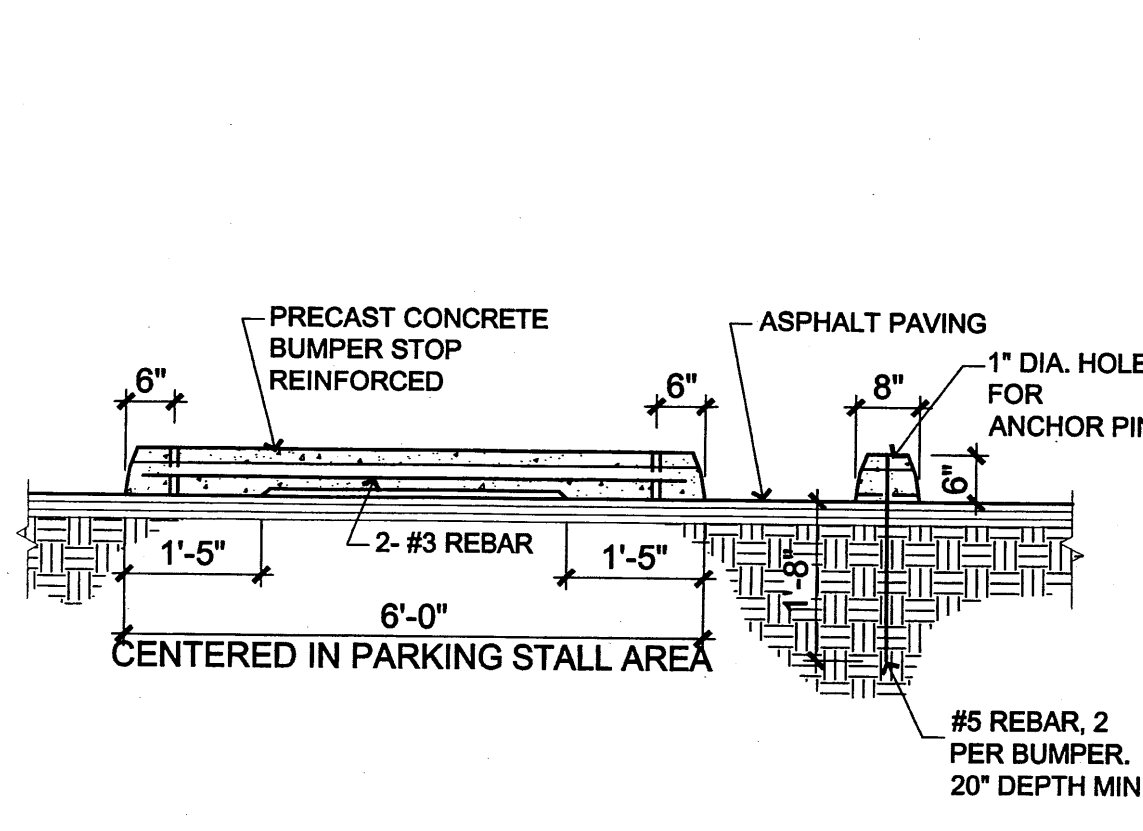 PRECAST CONCRETE
BUMPER STOP
REINFORCED
ASPHALT PAVING
1" DIA. HOLE
FOR
ANCHOR PIN
6"
6"
8"
6"
2- #3 REBAR
1'-5"
1'-5"
1'-8"
6'-0"
CENTERED IN PARKING STALL AREA
#5 REBAR, 2
PER BUMPER.
20" DEPTH MIN